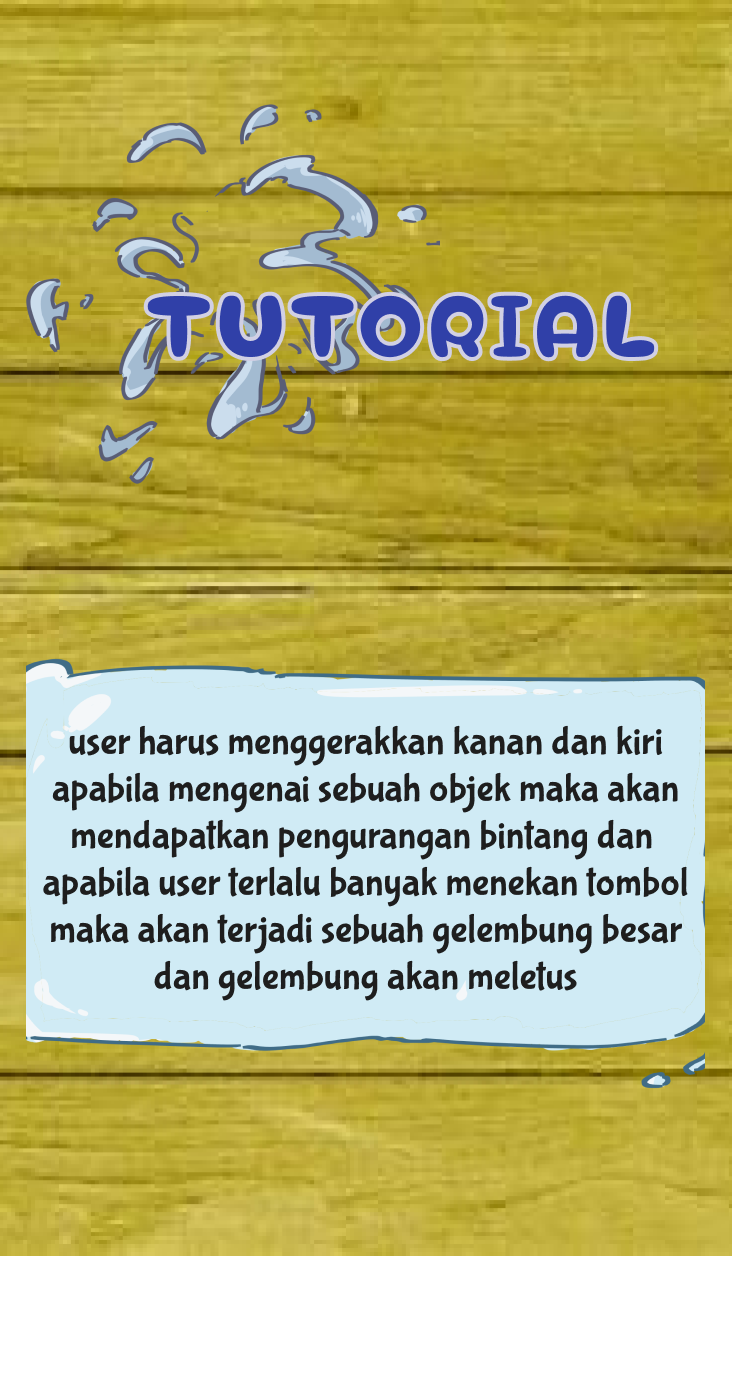 TUTORIAL
user harus menggerakkan kanan dan kiri
apabila mengenai sebuah objek maka akan
mendapatkan pengurangan bintang dan
apabila user terlalu banyak menekan tombol
maka akan terjadi sebuah gelembung besar
dan gelembung akan meletus